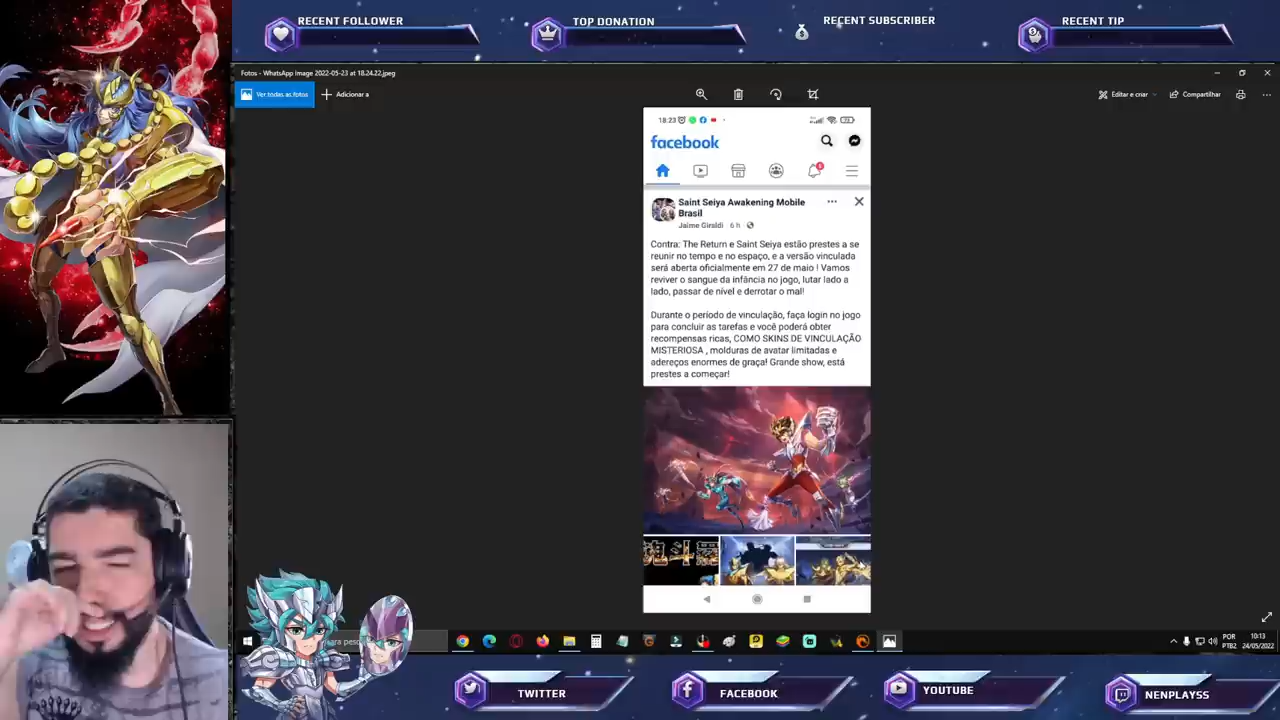 RECENT FOLLOWER
TOP DONATION
RECENT SUBSCRIBER
RECENT TIP
Fotos - WhatsApp Image 2022-05-23 at 18.24.22.jpeg
Ver todas as fotos
Adicionar a
Editar e criar
Compartilhar
18:23
facebook
Saint Seiya Awakening Mobile
Brasil
Jaime Giraldi 6 h
Contra: The Return e Saint Seiya estão prestes a se
reunir no tempo e no espaço, e a versão vinculada
será aberta oficialmente em 27 de maio ! Vamos
reviver o sangue da infância no jogo, lutar lado a
lado, passar de nível e derrotar o mal!
Durante o período de vinculação, faça login no jogo
para concluir as tarefas e você poderá obter
recompensas ricas, COMO SKINS DE VINCULAÇÃO
MISTERIOSA , molduras de avatar limitadas e
adereços enormes de graça! Grande show, está
prestes a começar!
魂斗羅
para pesq
POR
PTB2
10:13
24/05/2022
TWITTER
FACEBOOK
YOUTUBE
NENPLAYSS